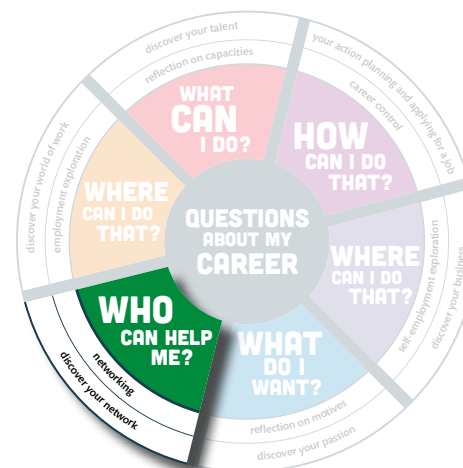 discover your talent
reflection on capacities
WHAT
CAN
I DO?
your action planning and applying for a job
career control
HOW
CAN I DO
THAT?
discover your world of work
employment exploration
WHERE
CAN I DO
THAT?
QUESTIONS
ABOUT MY
CAREER
WHERE
CAN I DO
THAT?
self-employment exploration
discover your business
WHO
CAN HELP
ME?
networking
discover your network
WHAT
DO I
WANT?
reflection on motives
discover your passion